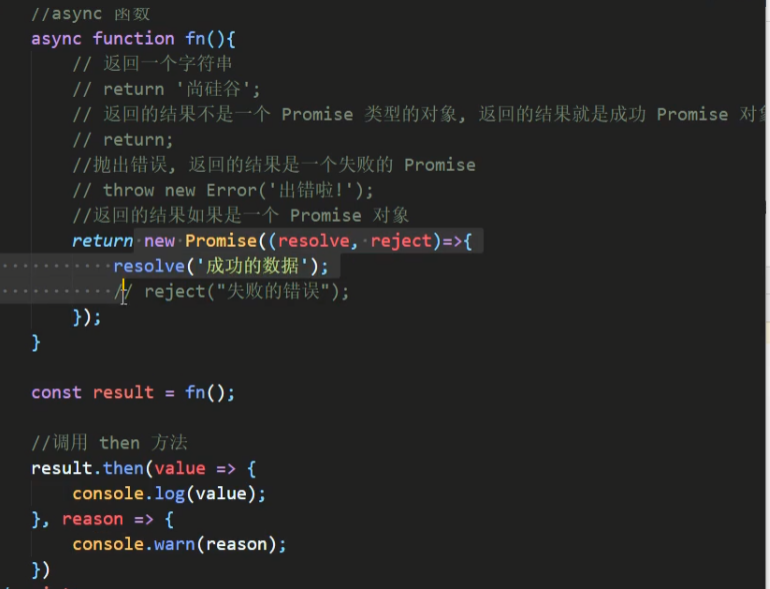 //async 函数
async function fn(){
// 返回一个字符串
// return '尚硅谷';
// 返回的结果不是一个 Promise 类型的对象, 返回的结果就是成功 Promise 对
// return;
//抛出错误, 返回的结果是一个失败的 Promise
// throw new Error('出错啦!');
//返回的结果如果是一个 Promise 对象
return new Promise((resolve, reject)=>{
resolve('成功的数据');
// reject("失败的错误");
});
}
const result = fn();
//调用 then 方法
result.then(value => {
console.log(value);
}, reason => {
console.warn(reason);
})